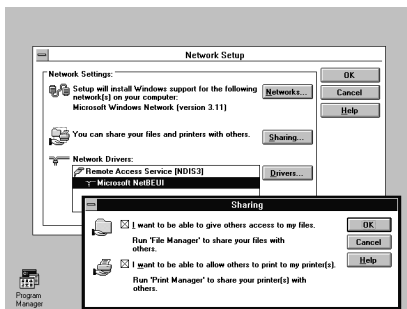 Network Setup
Network Settings:
Setup will install Windows support for the following
network(s) on your computer:
Microsoft Windows Network (version 3.11)
Networks...
You can share your files and printers with others.
Sharing...
Network Drivers:
Remote Access Service [NDIS3]
Microsoft NetBEUI
Drivers...
OK
Cancel
Help
Sharing
I want to be able to give others access to my files.
Run 'File Manager' to share your files with
others.
I want to be able to allow others to print to my printer(s).
Run 'Print Manager' to share your printer(s) with
others.
OK
Cancel
Help
Program
Manager